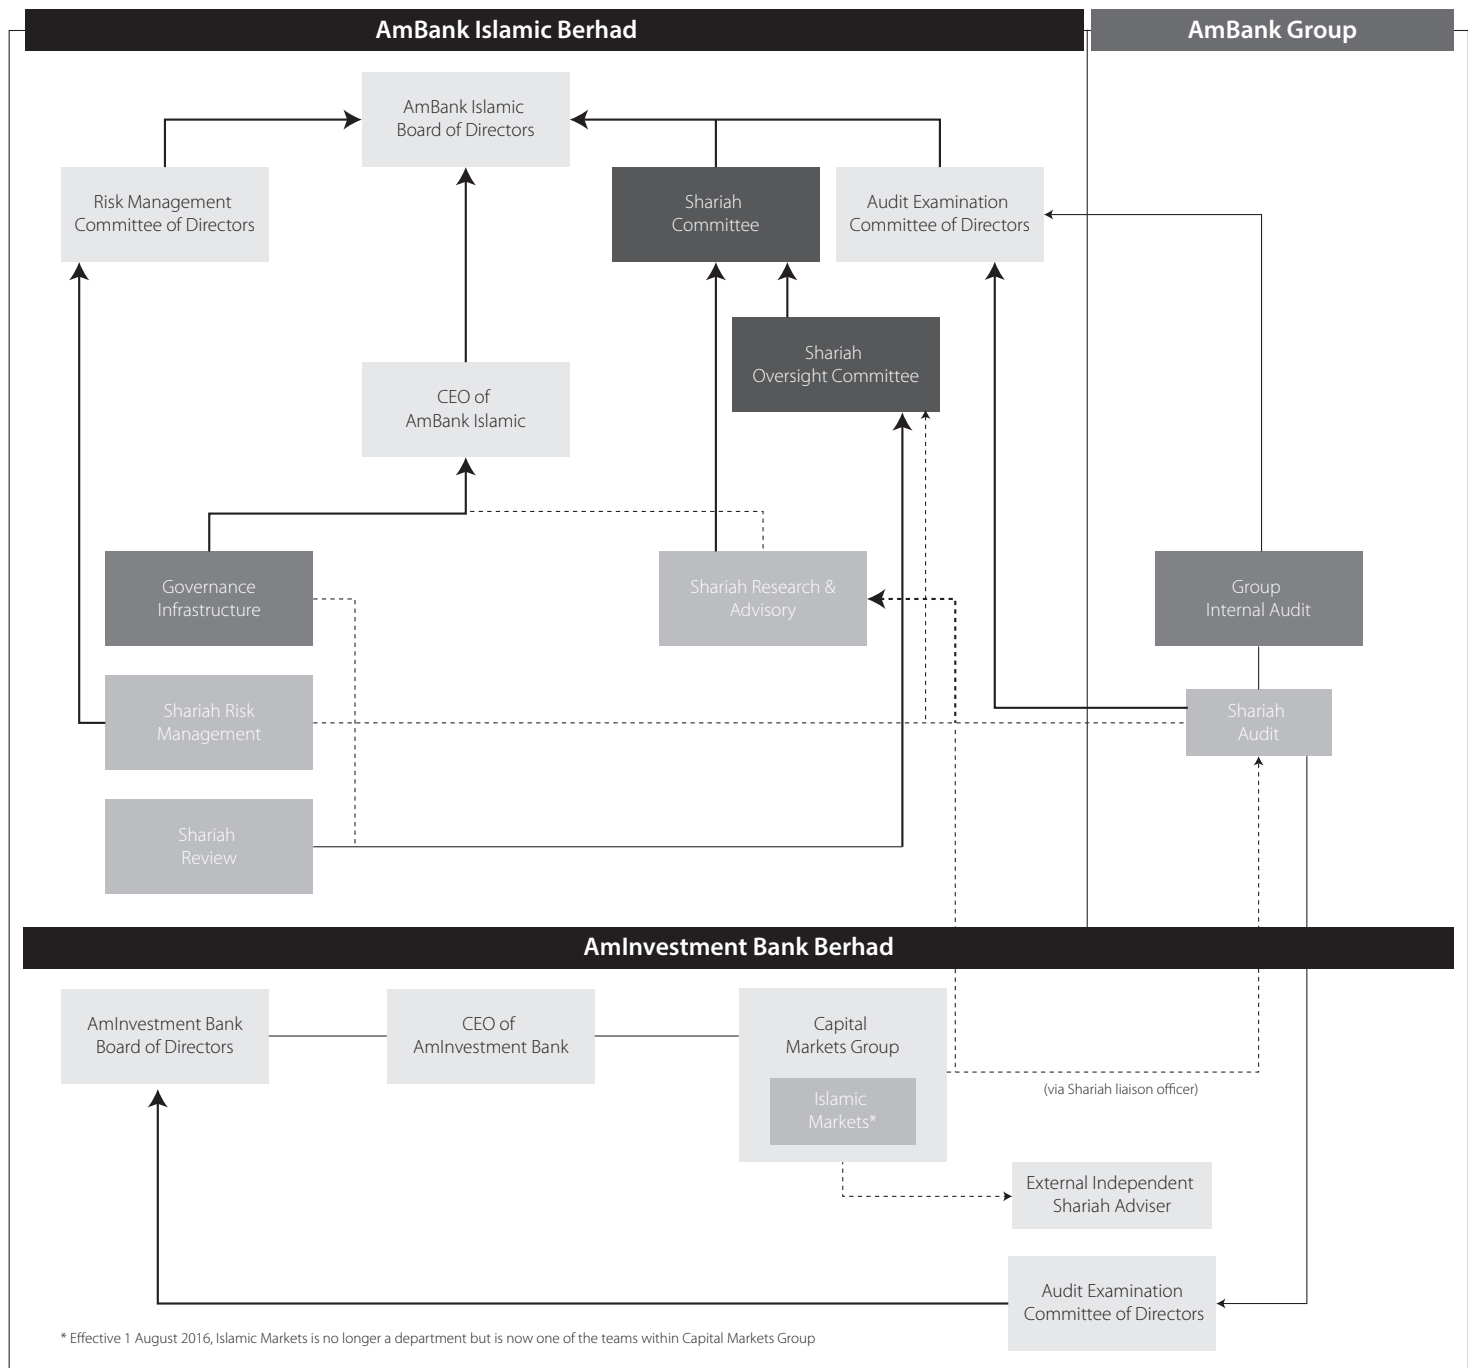 AmBank Islamic Berhad
AmBank Group
AmBank Islamic
Board of Directors
Risk Management
Committee of Directors
Shariah
Committee
Audit Examination
Committee of Directors
Shariah
Oversight Committee
CEO of
AmBank Islamic
Governance
Infrastructure
Shariah Research &
Advisory
Group
Internal Audit
Shariah Risk
Management
Shariah
Audit
Shariah
Review
AmInvestment Bank Berhad
AmInvestment Bank
Board of Directors
CEO of
AmInvestment Bank
Capital
Markets Group
Islamic
Markets*
(via Shariah liaison officer)
External Independent
Shariah Adviser
Audit Examination
Committee of Directors
* Effective 1 August 2016, Islamic Markets is no longer a department but is now one of the teams within Capital Markets Group